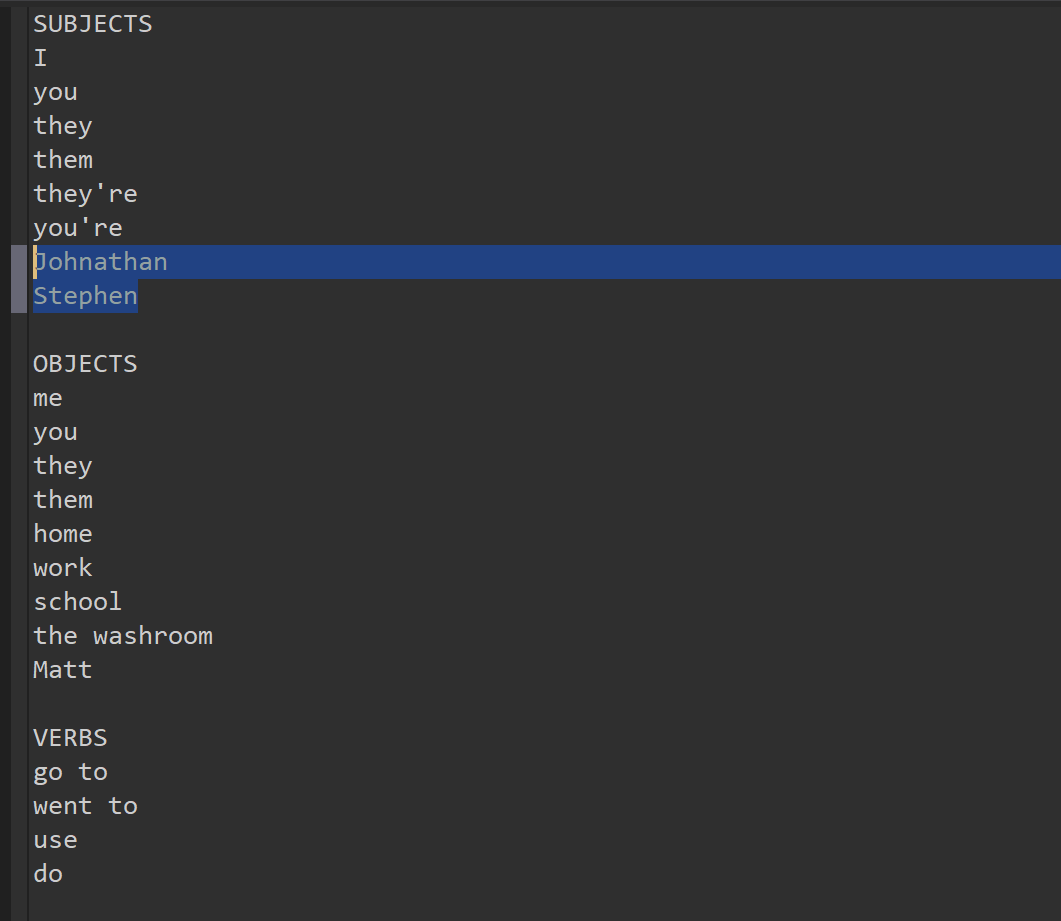 SUBJECTS
I
you
they
them
they're
you're
Johnathan
Stephen

OBJECTS
me
you
they
them
home
work
school
the washroom
Matt

VERBS
go to
went to
use
do